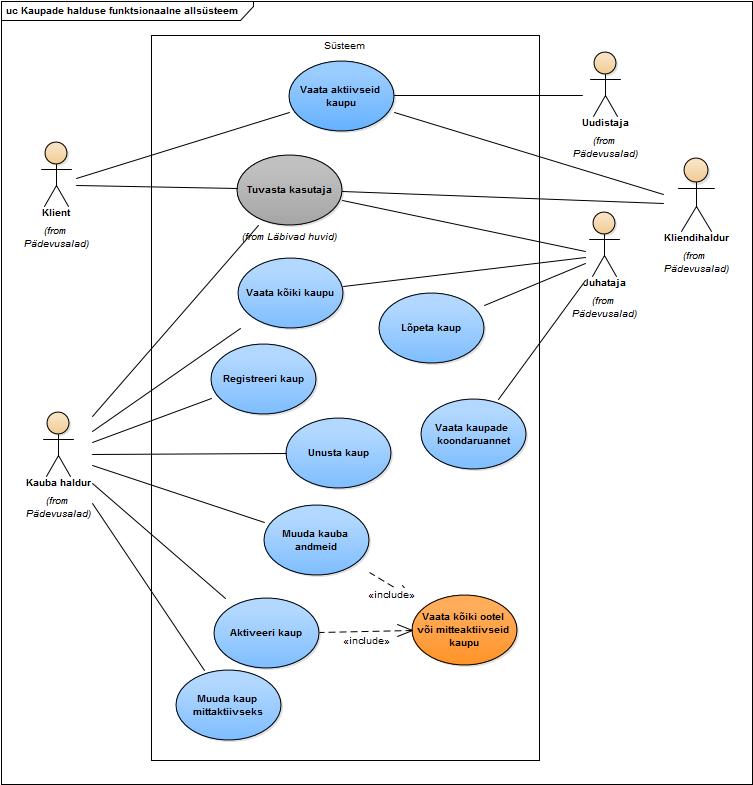 uc Kaupade halduse funktsionaalne allsüsteem
Süsteem
Vaata aktiivseid
kaupu
Uudistaja
(from
Pädevusalad)
Klient
(from
Pädevusalad)
Tuvasta kasutaja
(from Läbivad huvid)
Kliendihaldur
(from
Pädevusalad)
Juhataja
(from
Pädevusalad)
Vaata kõiki kaupu
Lõpeta kaup
Registreeri kaup
Vaata kaupade
koondaruannet
Kauba haldur
(from
Pädevusalad)
Unusta kaup
Muuda kauba
andmeid
«include»
Aktiveeri kaup
«include»
Vaata kõiki ootel
või mitteaktiivseid
kaupu
Muuda kaup
mittaktiivseks